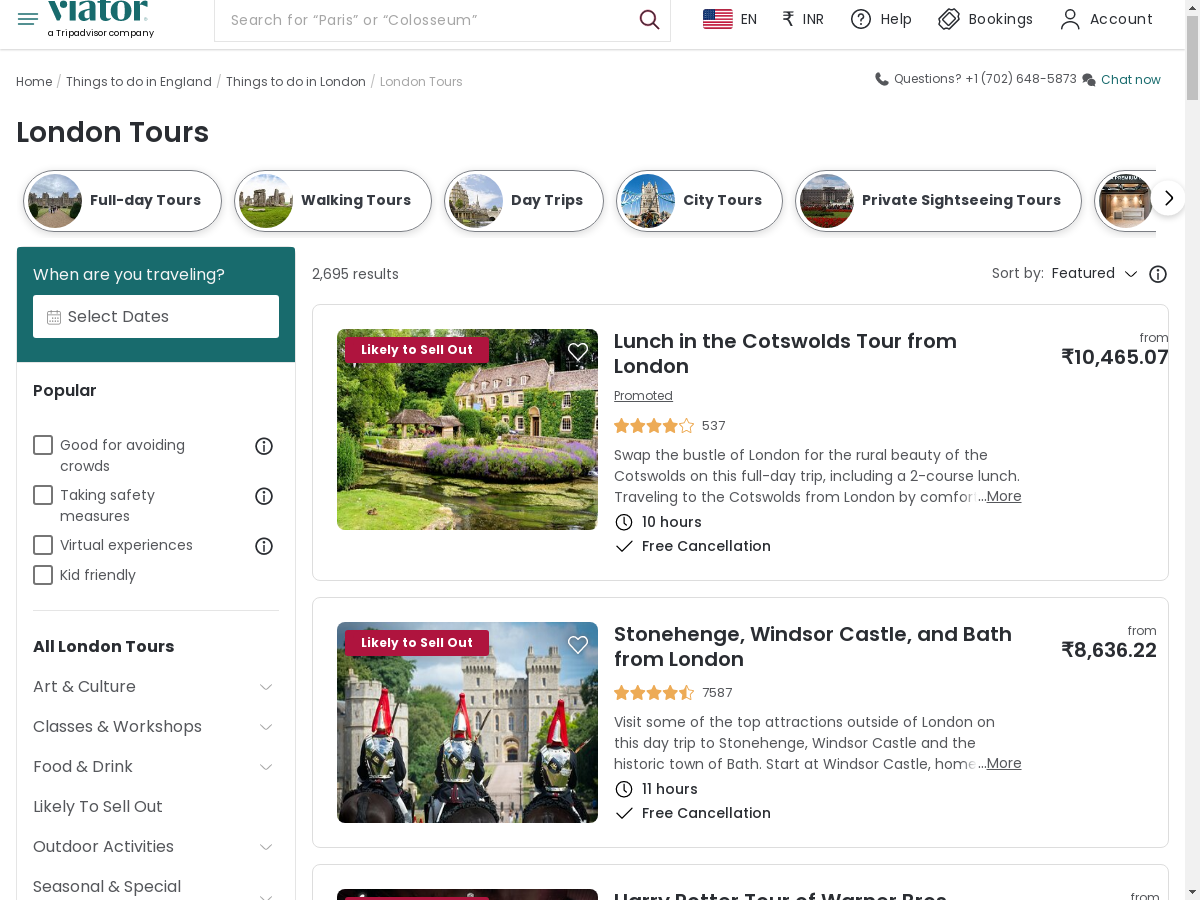 viator
a Tripadvisor company
Search for “Paris” or “Colosseum”
EN
₹ INR
Help
Bookings
Account
Home / Things to do in England / Things to do in London / London Tours
Questions? +1 (702) 648-5873 Chat now
London Tours
Full-day Tours
Walking Tours
Day Trips
City Tours
Private Sightseeing Tours
When are you traveling?
Select Dates
2,695 results
Sort by: Featured
Popular
Good for avoiding
crowds
Taking safety
measures
Virtual experiences
Kid friendly
All London Tours
Art & Culture
Classes & Workshops
Food & Drink
Likely To Sell Out
Outdoor Activities
Seasonal & Special
Likely to Sell Out
Lunch in the Cotswolds Tour from
London
from
₹10,465.07
Promoted
537
Swap the bustle of London for the rural beauty of the
Cotswolds on this full-day trip, including a 2-course lunch.
Traveling to the Cotswolds from London by comfor...More
10 hours
Free Cancellation
Likely to Sell Out
Stonehenge, Windsor Castle, and Bath
from London
from
₹8,636.22
7587
Visit some of the top attractions outside of London on
this day trip to Stonehenge, Windsor Castle and the
historic town of Bath. Start at Windsor Castle, home...More
11 hours
Free Cancellation
Harry Potter Tour of Warner Bros
from